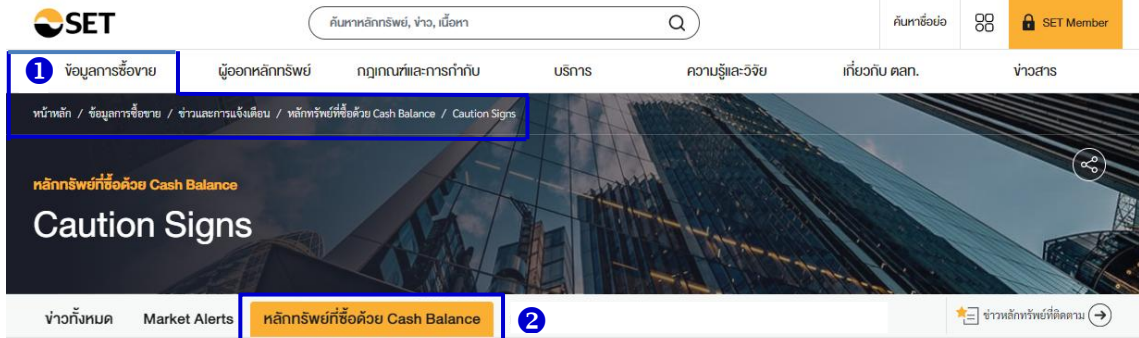 SET
ค้นหาหลักทรัพย์, ข่าว, เนื้อหา
ค้นหาชื่อย่อ
SET Member
1
ข้อมูลการซื้อขาย
ผู้ออกหลักทรัพย์
กฎเกณฑ์และการกำกับ
บริการ
ความรู้และวิจัย
เกี่ยวกับ ตลท.
ข่าวสาร
หน้าหลัก / ข้อมูลการซื้อขาย / ข่าวและการแจ้งเตือน / หลักทรัพย์ที่ซื้อด้วย Cash Balance / Caution Signs
หลักทรัพย์ที่ซื้อด้วย Cash Balance
Caution Signs
ข่าวทั้งหมด
Market Alerts
หลักทรัพย์ที่ซื้อด้วย Cash Balance
2
ข่าวหลักทรัพย์ที่ติดตาม